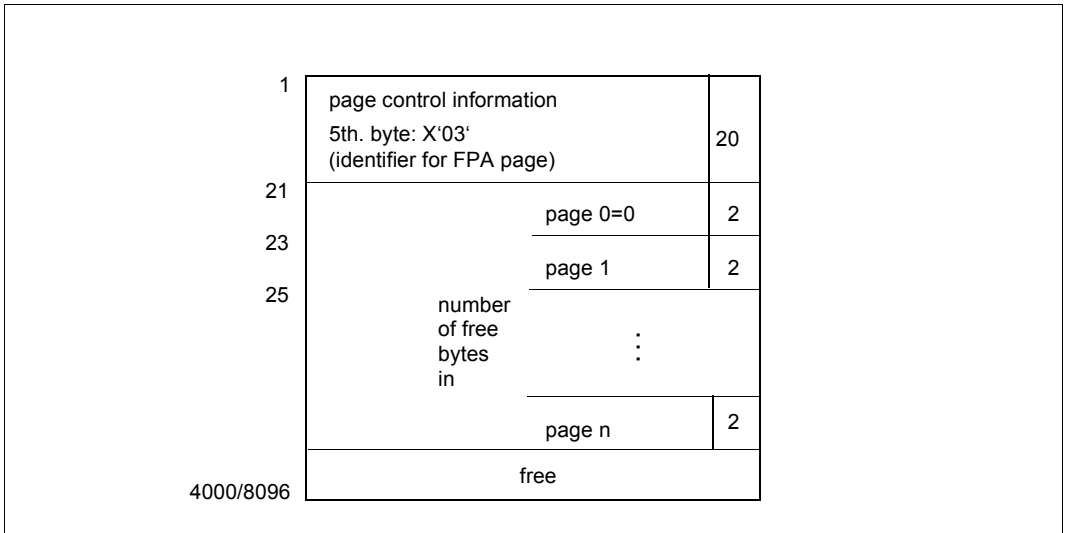 1
page control information
5th. byte: X‘03‘
(identifier for FPA page)
20
21
page 0=0
2
23
page 1
2
25
number
of free
bytes
in
⋮
page n
2
free
4000/8096